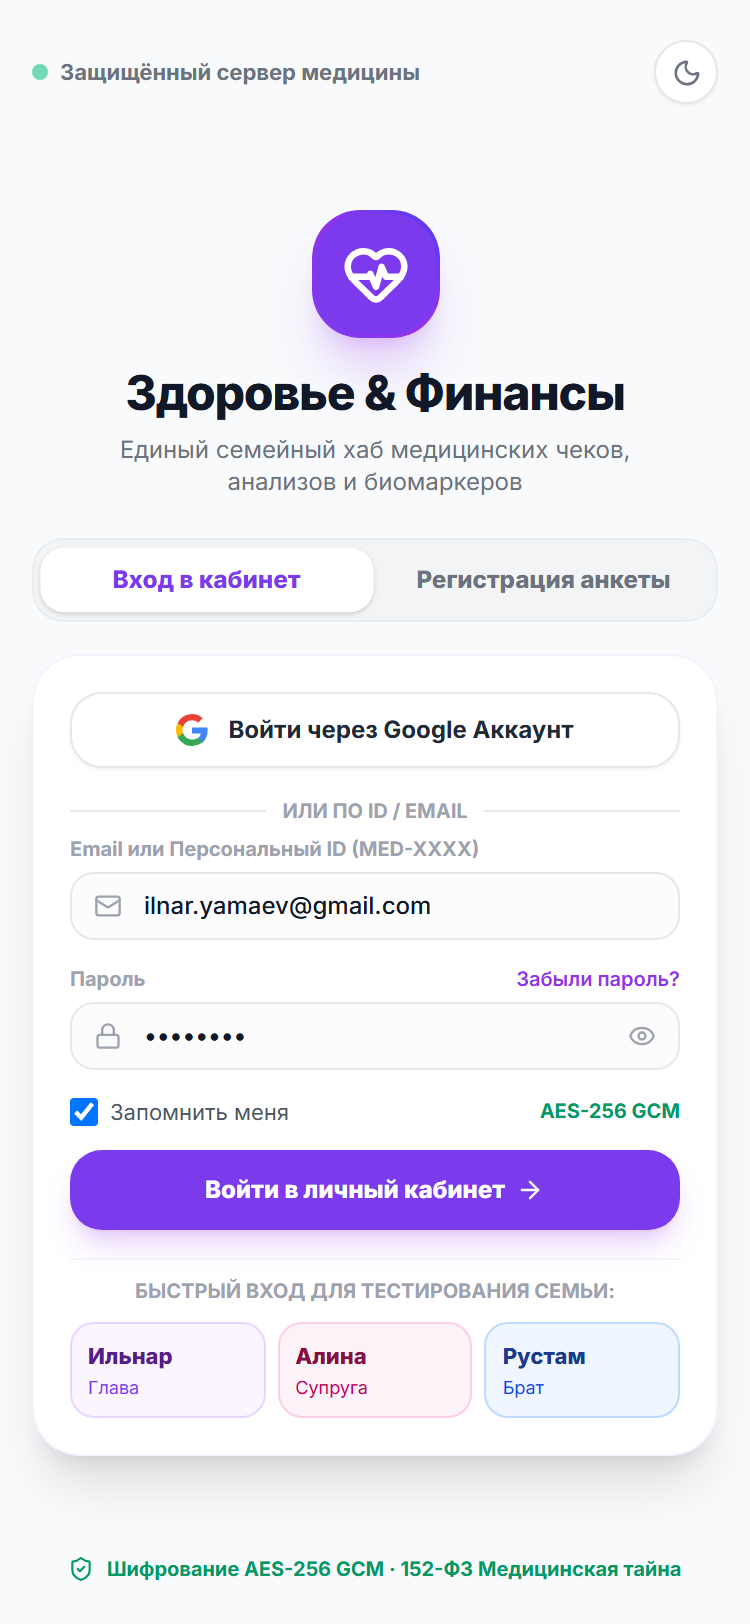 Защищённый сервер медицины
Здоровье & Финансы
Единый семейный хаб медицинских чеков,
анализов и биомаркеров
Вход в кабинет
Регистрация анкеты
Войти через Google Аккаунт
ИЛИ ПО ID / EMAIL
Email или Персональный ID (MED-XXXX)
ilnar.yamaev@gmail.com
Пароль
Забыли пароль?
••••••••
Запомнить меня
AES-256 GCM
Войти в личный кабинет →
БЫСТРЫЙ ВХОД ДЛЯ ТЕСТИРОВАНИЯ СЕМЬИ:
Ильнар
Глава
Алина
Супруга
Рустам
Брат
Шифрование AES-256 GCM · 152-ФЗ Медицинская тайна